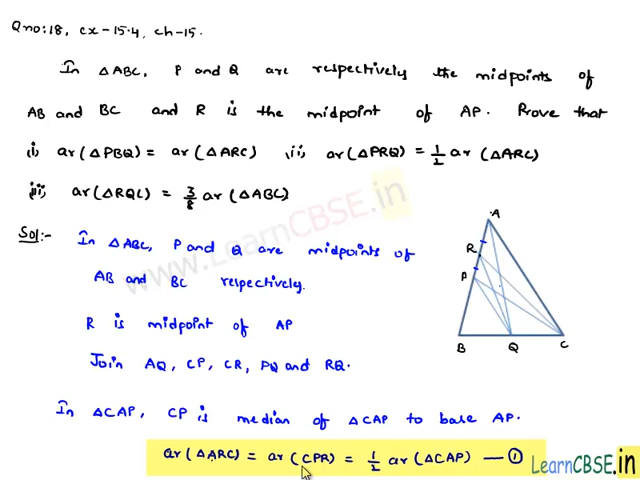 Qno:18, ex-15.4, ch-15.
In △ABC, P and Q are respectively the midpoints of
AB and BC and R is the midpoint of AP. Prove that
i, ar(△PBQ) = ar(△ARC) ii, ar(△PRQ) = 1/2 ar(△ARC)
iii, ar(△RQC) = 3/8 ar(△ABC)
Sol:- In △ABC, P and Q are midpoints of
AB and BC respectively.
R is midpoint of AP
Join AQ, CP, CR, PQ and RQ.
In △CAP, CP is median of △CAP to base AP.
ar(△ARC) = ar(CPR) = 1/2 ar(△CAP) — ①
A
R
P
B
Q
C
www.LearnCBSE.in
LearnCBSE.in